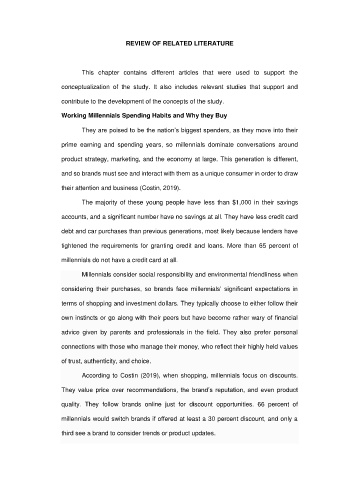 REVIEW OF RELATED LITERATURE
This chapter contains different articles that were used to support the
conceptualization of the study. It also includes relevant studies that support and
contribute to the development of the concepts of the study.
Working Millennials Spending Habits and Why they Buy
They are poised to be the nation's biggest spenders, as they move into their
prime earning and spending years, so millennials dominate conversations around
product strategy, marketing, and the economy at large. This generation is different,
and so brands must see and interact with them as a unique consumer in order to draw
their attention and business (Costin, 2019).
The majority of these young people have less than $1,000 in their savings
accounts, and a significant number have no savings at all. They have less credit card
debt and car purchases than previous generations, most likely because lenders have
tightened the requirements for granting credit and loans. More than 65 percent of
millennials do not have a credit card at all.
Millennials consider social responsibility and environmental friendliness when
considering their purchases, so brands face millennials' significant expectations in
terms of shopping and investment dollars. They typically choose to either follow their
own instincts or go along with their peers but have become rather wary of financial
advice given by parents and professionals in the field. They also prefer personal
connections with those who manage their money, who reflect their highly held values
of trust, authenticity, and choice.
According to Costin (2019), when shopping, millennials focus on discounts.
They value price over recommendations, the brand's reputation, and even product
quality. They follow brands online just for discount opportunities. 66 percent of
millennials would switch brands if offered at least a 30 percent discount, and only a
third see a brand to consider trends or product updates.